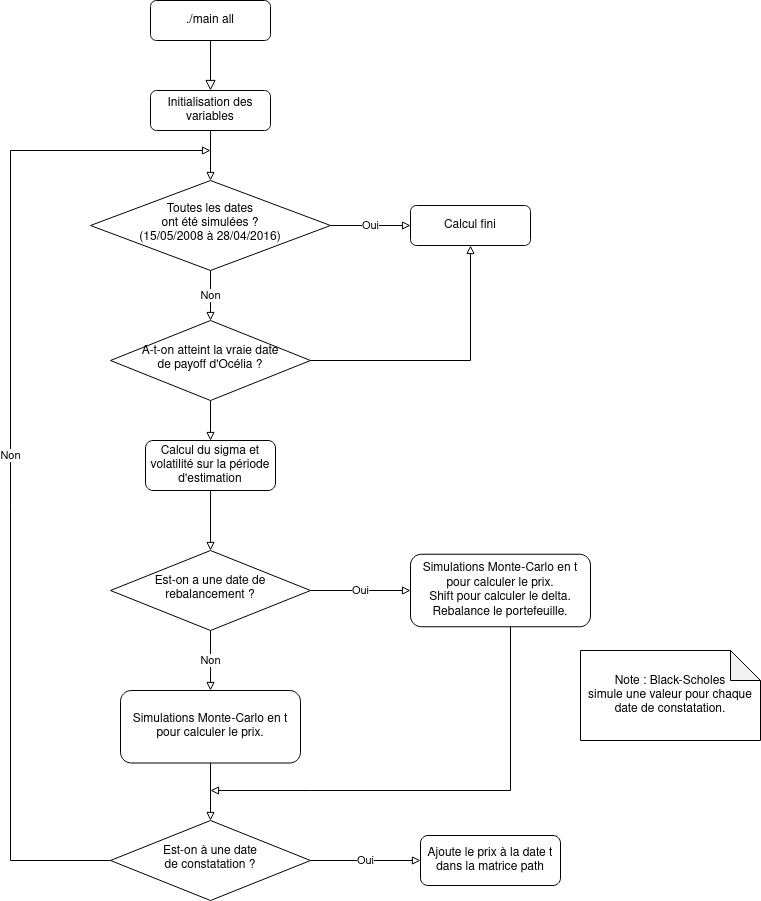 ./main all
Initialisation des
variables
Toutes les dates
ont été simulées ?
(15/05/2008 à 28/04/2016)
Oui
Calcul fini
Non
A-t-on atteint la vraie date
de payoff d'Océlia ?
Calcul du sigma et
volatilité sur la période
d'estimation
Non
Est-on a une date de
rebalancement ?
Oui
Simulations Monte-Carlo en t
pour calculer le prix.
Shift pour calculer le delta.
Rebalance le portefeuille.
Non
Note : Black-Scholes
simule une valeur pour chaque
date de constatation.
Simulations Monte-Carlo en t
pour calculer le prix.
Est-on à une date
de constatation ?
Oui
Ajoute le prix à la date t
dans la matrice path